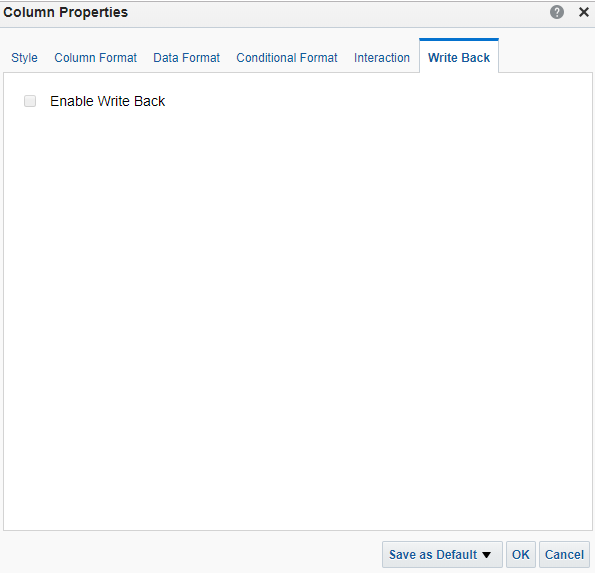 Column Properties
Style Column Format Data Format Conditional Format Interaction Write Back
Enable Write Back
Save as Default OK Cancel